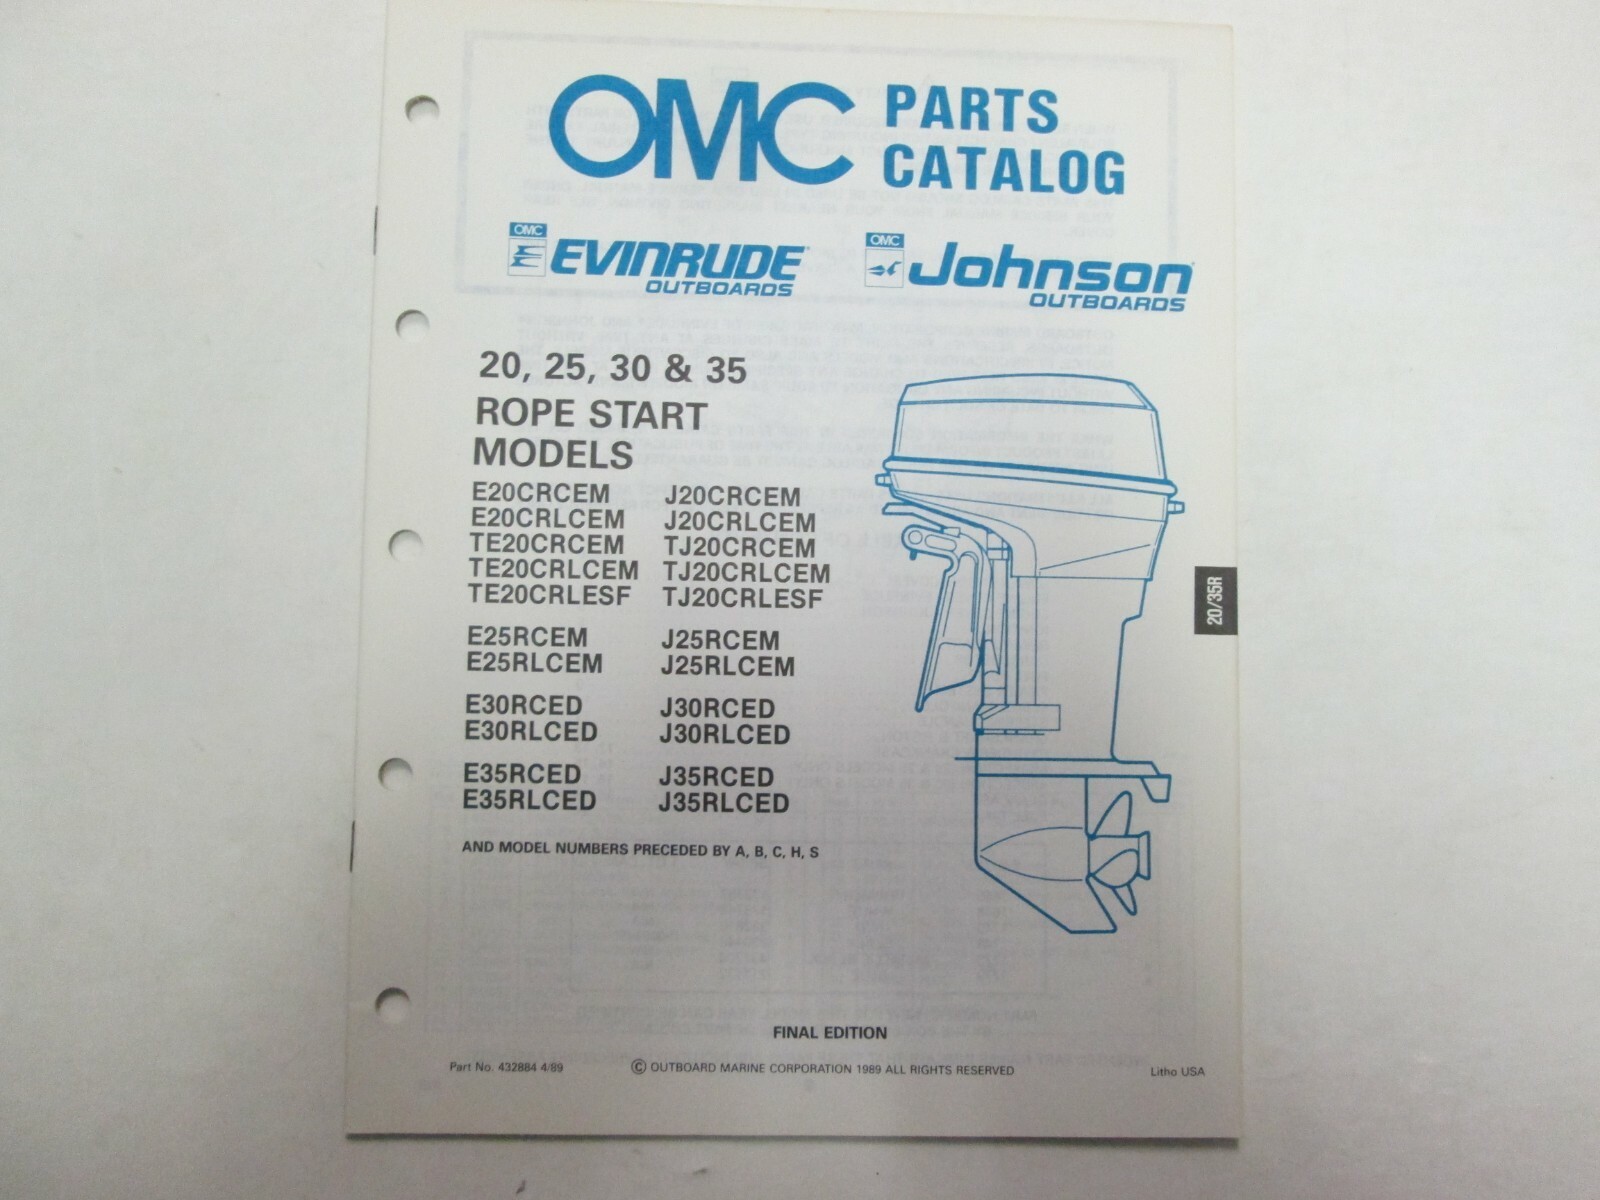 OMC PARTS
CATALOG
OMC
EVINRUDE
OUTBOARDS
OMC
Johnson
OUTBOARDS
20, 25, 30 & 35
ROPE START
MODELS
E20CRCEM J20CRCEM
E20CRLCEM J20CRLCEM
TE20CRCEM TJ20CRCEM
TE20CRLCEM TJ20CRLCEM
TE20CRLESF TJ20CRLESF
E25RCEM J25RCEM
E25RLCEM J25RLCEM
E30RCED J30RCED
E30RLCED J30RLCED
E35RCED J35RCED
E35RLCED J35RLCED
AND MODEL NUMBERS PRECEDED BY A, B, C, H, S
20/35R
FINAL EDITION
Part No. 432884 4/89 © OUTBOARD MARINE CORPORATION 1989 ALL RIGHTS RESERVED Litho USA